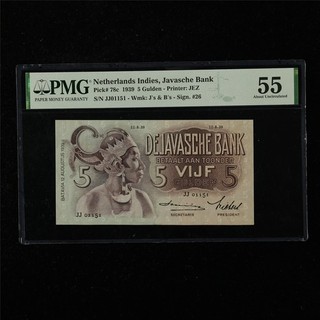 PMG
PAPER MONEY GUARANTY
Netherlands Indies, Javasche Bank
Pick# 78c 1939 5 Gulden - Printer: JEZ
S/N JJ01151 - Wmk: J's & B's - Sign. #26
55
About Uncirculated
DE JAVASCHE BANK
BETAALT AAN TOONDER
VIJF
5
5
JJ 01151
SECRETARIS
PRESIDENT